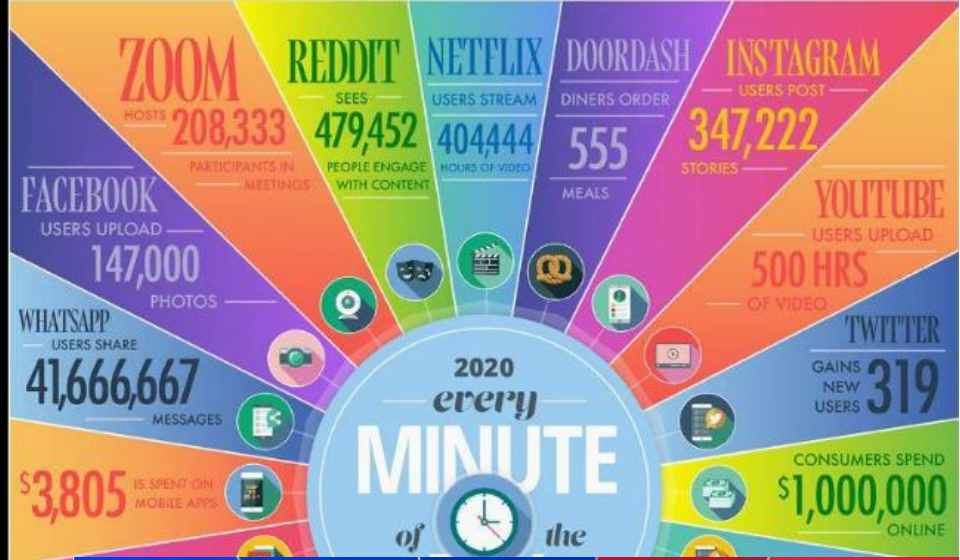 ZOOM
HOSTS 208,333
PARTICIPANTS IN
MEETINGS
REDDIT
SEES
479,452
PEOPLE ENGAGE
WITH CONTENT
NETFLIX
USERS STREAM
404444
HOURS OF VIDEO
DOORDASH
DINERS ORDER
555
MEALS
INSTAGRAM
USERS POST
347,222
STORIES
FACEBOOK
USERS UPLOAD
147,000
PHOTOS
YOUTUBE
USERS UPLOAD
500 HRS
OF VIDEO
WHATSAPP
USERS SHARE
41,666,667
MESSAGES
TWITTER
GAINS
NEW
USERS 319
$3,805 IS SPENT ON
MOBILE APPS
CONSUMERS SPEND
$1,000,000
ONLINE
2020
every
MINUTE
of the